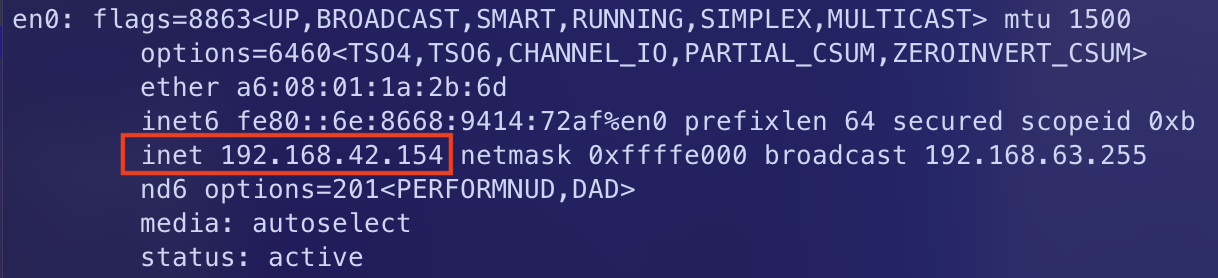 en0: flags=8863<UP,BROADCAST,SMART,RUNNING,SIMPLEX,MULTICAST> mtu 1500
options=6460<TSO4,TSO6,CHANNEL_IO,PARTIAL_CSUM,ZEROINVERT_CSUM>
ether a6:08:01:1a:2b:6d
inet6 fe80::6e:8668:9414:72af%en0 prefixlen 64 secured scopeid 0xb
inet 192.168.42.154 netmask 0xffffe000 broadcast 192.168.63.255
nd6 options=201<PERFORMNUD,DAD>
media: autoselect
status: active